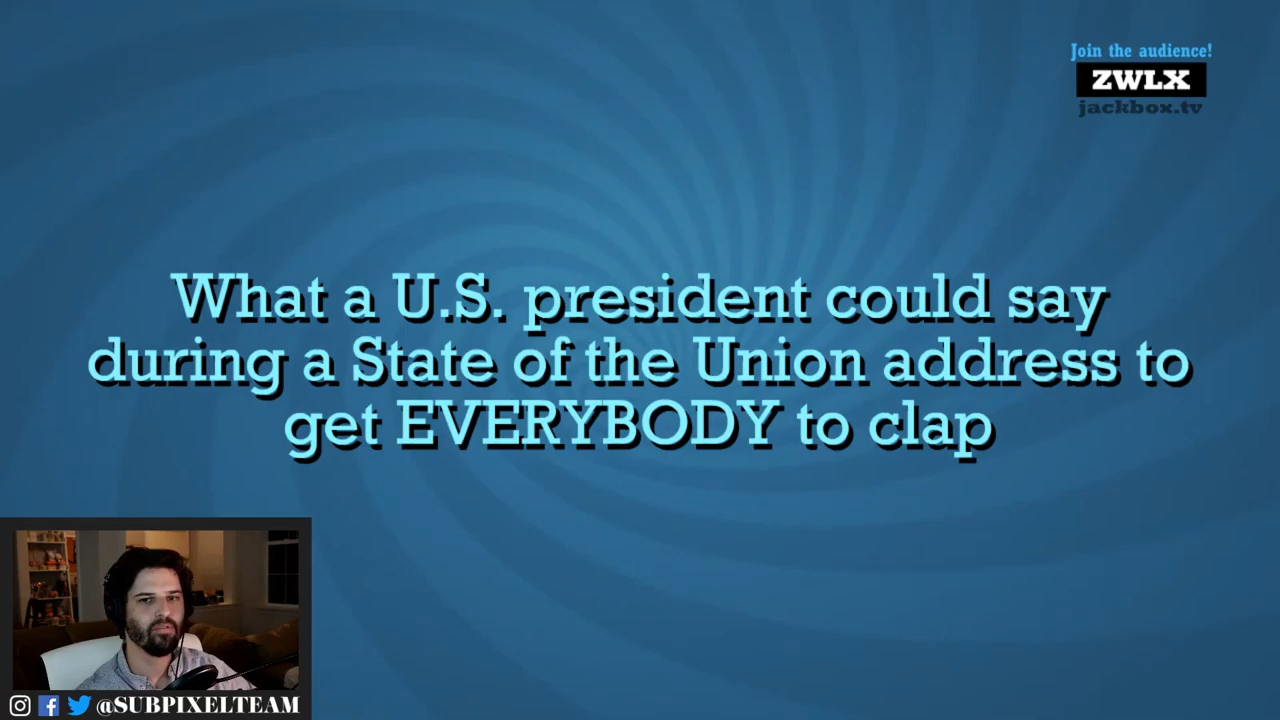 Join the audience!
ZWLX
jackbox.tv
What a U.S. president could say
during a State of the Union address to
get EVERYBODY to clap
@SUBPIXELTEAM